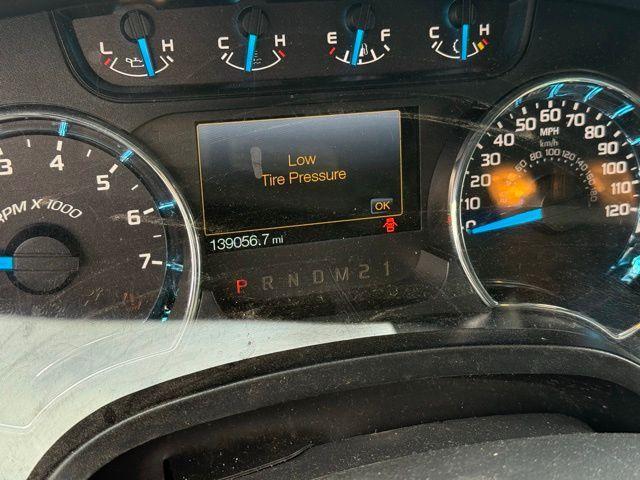 L H C H E F C H
Low
Tire Pressure
OK
139056.7 mi
P R N D M 2 1
3 4 5 6 7
RPM X 1000
0 10 20 30 40 50 60 70 80 90 100 110 120
MPH
km/h